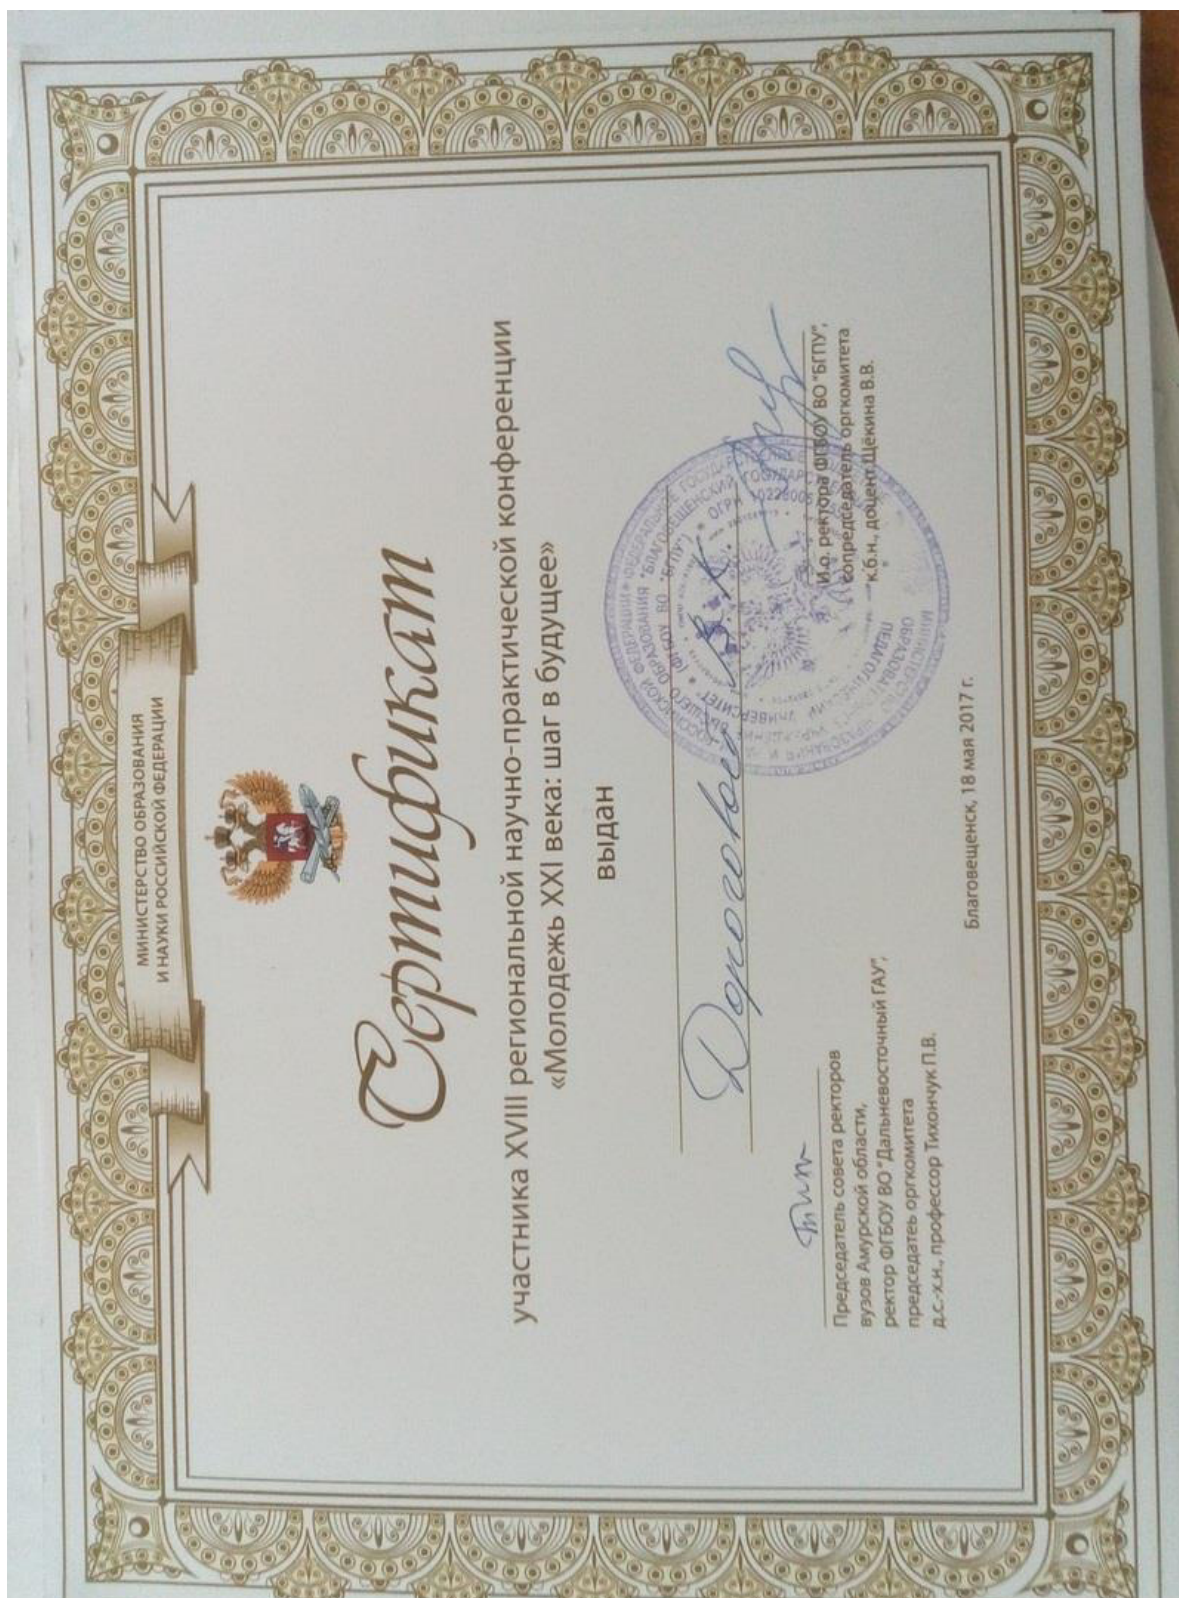 МИНИСТЕРСТВО ОБРАЗОВАНИЯ
И НАУКИ РОССИЙСКОЙ ФЕДЕРАЦИИ
Сертификат
участника XVIII региональной научно-практической конференции
«Молодежь XXI века: шаг в будущее»
выдан
В. К.
Председатель совета ректоров
вузов Амурской области,
ректор ФГБОУ ВО "Дальневосточный ГАУ",
председатеь оргкомитета
д.с.-х.н., профессор Тихончук П.В.
И.о. ректора ФГБОУ ВО "БГПУ",
сопредседатель оргкомитета
к.б.н., доцент Щёкина В.В.
Благовещенск, 18 мая 2017 г.